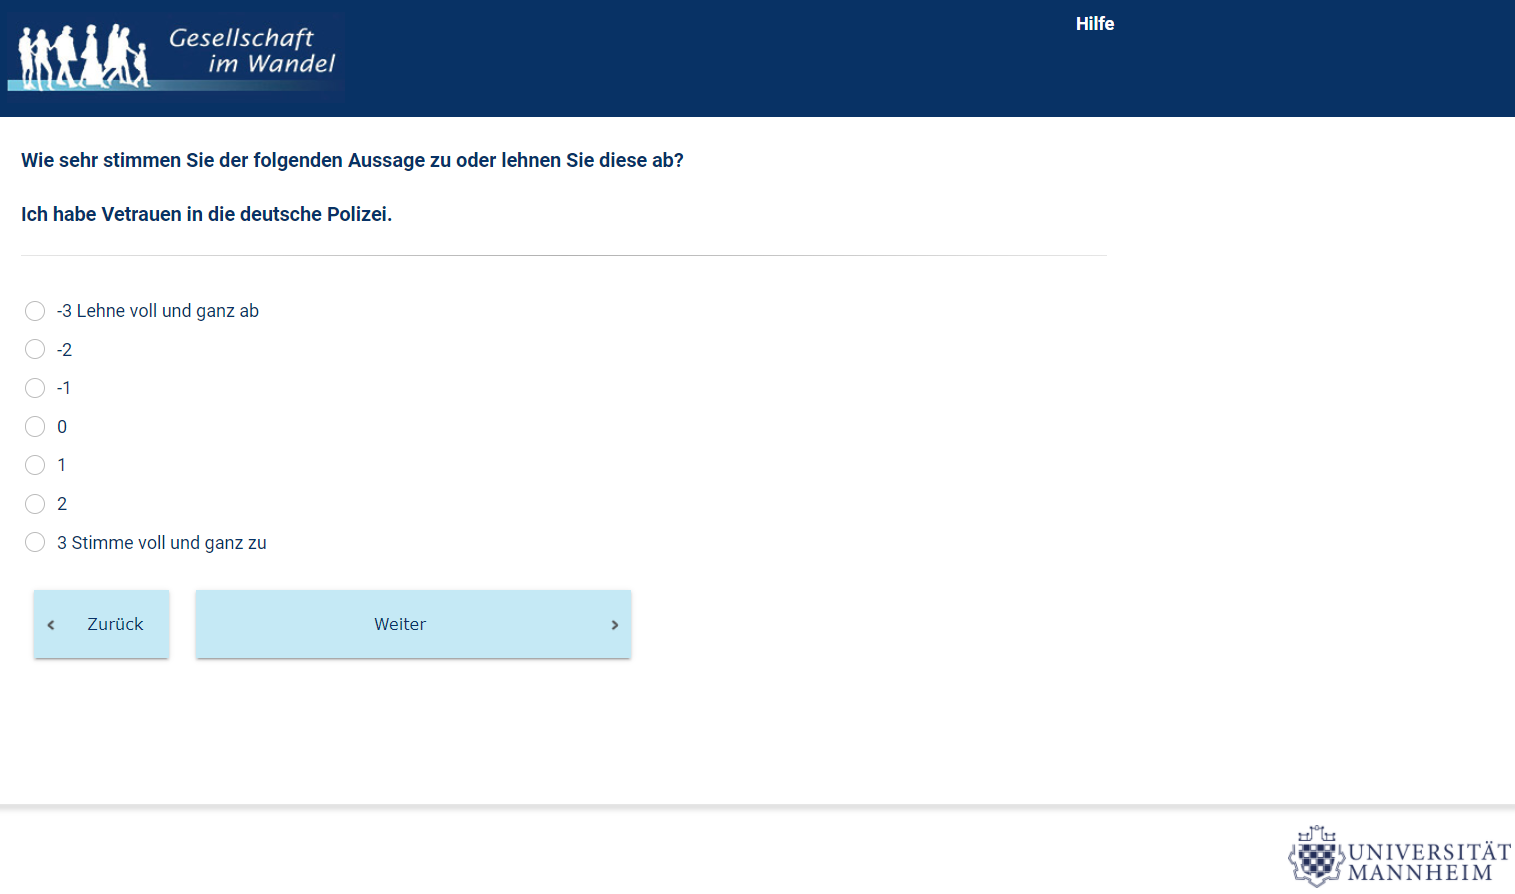 Gesellschaft
im Wandel
Hilfe
Wie sehr stimmen Sie der folgenden Aussage zu oder lehnen Sie diese ab?
Ich habe Vetrauen in die deutsche Polizei.
-3 Lehne voll und ganz ab
-2
-1
0
1
2
3 Stimme voll und ganz zu
Zurück
Weiter
UNIVERSITÄT
MANNHEIM